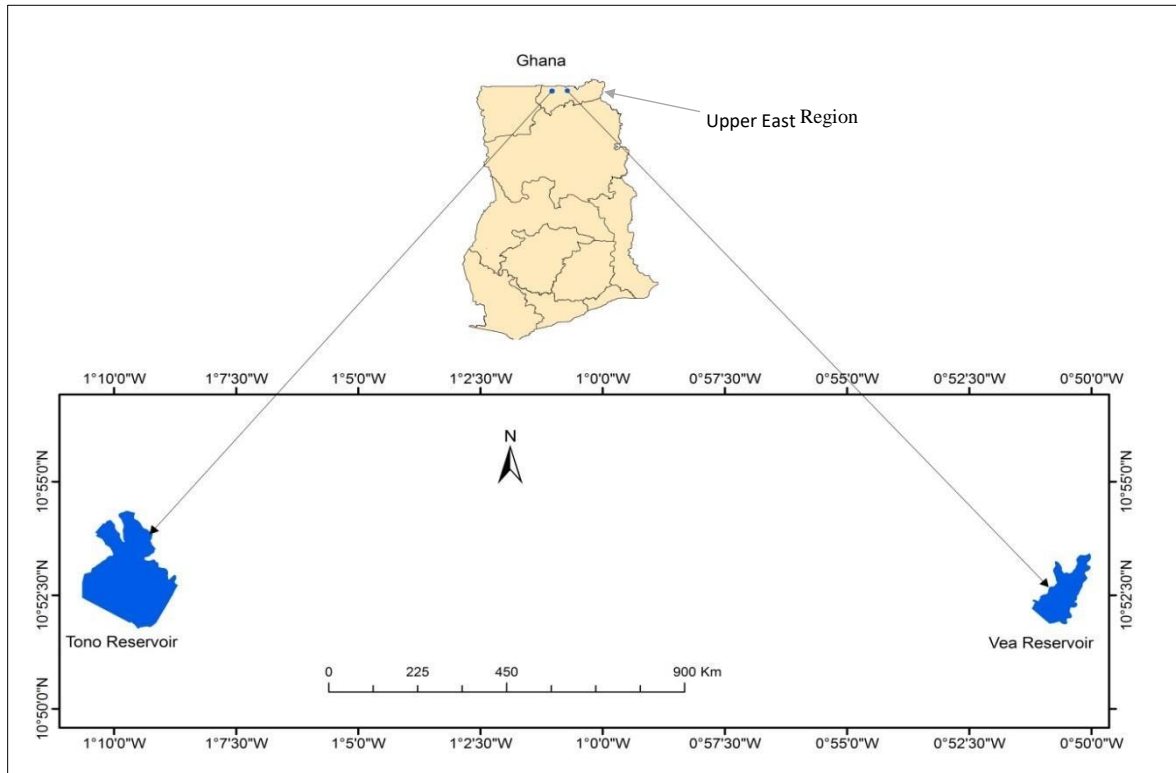 Ghana
Upper East Region
1°10'0"W 1°7'30"W 1°5'0"W 1°2'30"W 1°0'0"W 0°57'30"W 0°55'0"W 0°52'30"W 0°50'0"W
N
10°55'0"N 10°55'0"N
10°52'30"N 10°52'30"N
Tono Reservoir Vea Reservoir
0 225 450 900 Km
10°50'0"N 10°50'0"N
1°10'0"W 1°7'30"W 1°5'0"W 1°2'30"W 1°0'0"W 0°57'30"W 0°55'0"W 0°52'30"W 0°50'0"W